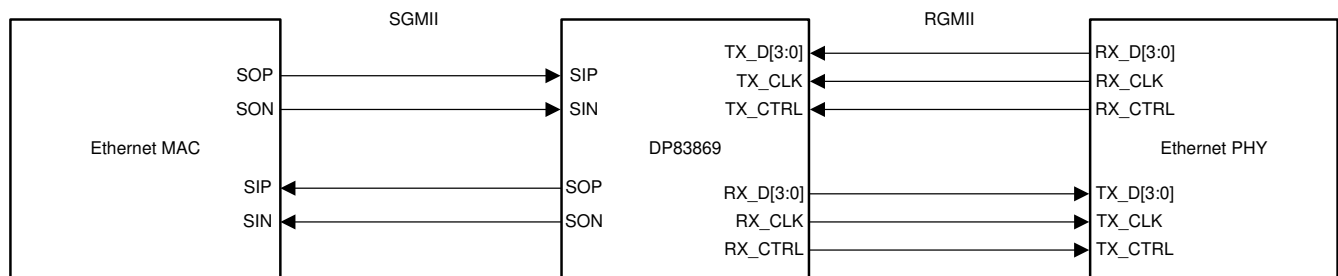 SGMII
RGMII
TX_D[3:0]
RX_D[3:0]
SOP
SIP
TX_CLK
RX_CLK
SON
SIN
TX_CTRL
RX_CTRL
Ethernet MAC
DP83869
Ethernet PHY
SIP
SOP
RX_D[3:0]
TX_D[3:0]
SIN
SON
RX_CLK
TX_CLK
RX_CTRL
TX_CTRL